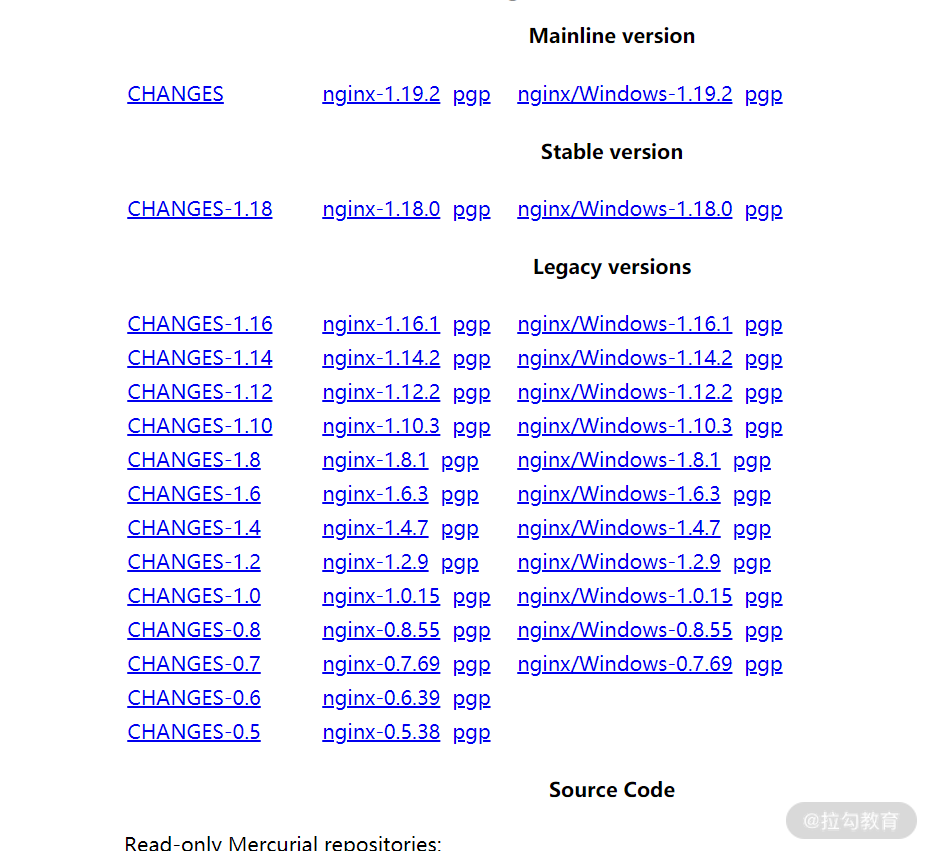 Mainline version
CHANGES nginx-1.19.2 pgp nginx/Windows-1.19.2 pgp
Stable version
CHANGES-1.18 nginx-1.18.0 pgp nginx/Windows-1.18.0 pgp
Legacy versions
CHANGES-1.16 nginx-1.16.1 pgp nginx/Windows-1.16.1 pgp
CHANGES-1.14 nginx-1.14.2 pgp nginx/Windows-1.14.2 pgp
CHANGES-1.12 nginx-1.12.2 pgp nginx/Windows-1.12.2 pgp
CHANGES-1.10 nginx-1.10.3 pgp nginx/Windows-1.10.3 pgp
CHANGES-1.8 nginx-1.8.1 pgp nginx/Windows-1.8.1 pgp
CHANGES-1.6 nginx-1.6.3 pgp nginx/Windows-1.6.3 pgp
CHANGES-1.4 nginx-1.4.7 pgp nginx/Windows-1.4.7 pgp
CHANGES-1.2 nginx-1.2.9 pgp nginx/Windows-1.2.9 pgp
CHANGES-1.0 nginx-1.0.15 pgp nginx/Windows-1.0.15 pgp
CHANGES-0.8 nginx-0.8.55 pgp nginx/Windows-0.8.55 pgp
CHANGES-0.7 nginx-0.7.69 pgp nginx/Windows-0.7.69 pgp
CHANGES-0.6 nginx-0.6.39 pgp
CHANGES-0.5 nginx-0.5.38 pgp
Source Code
@拉勾教育
Read-only Mercurial repositories: